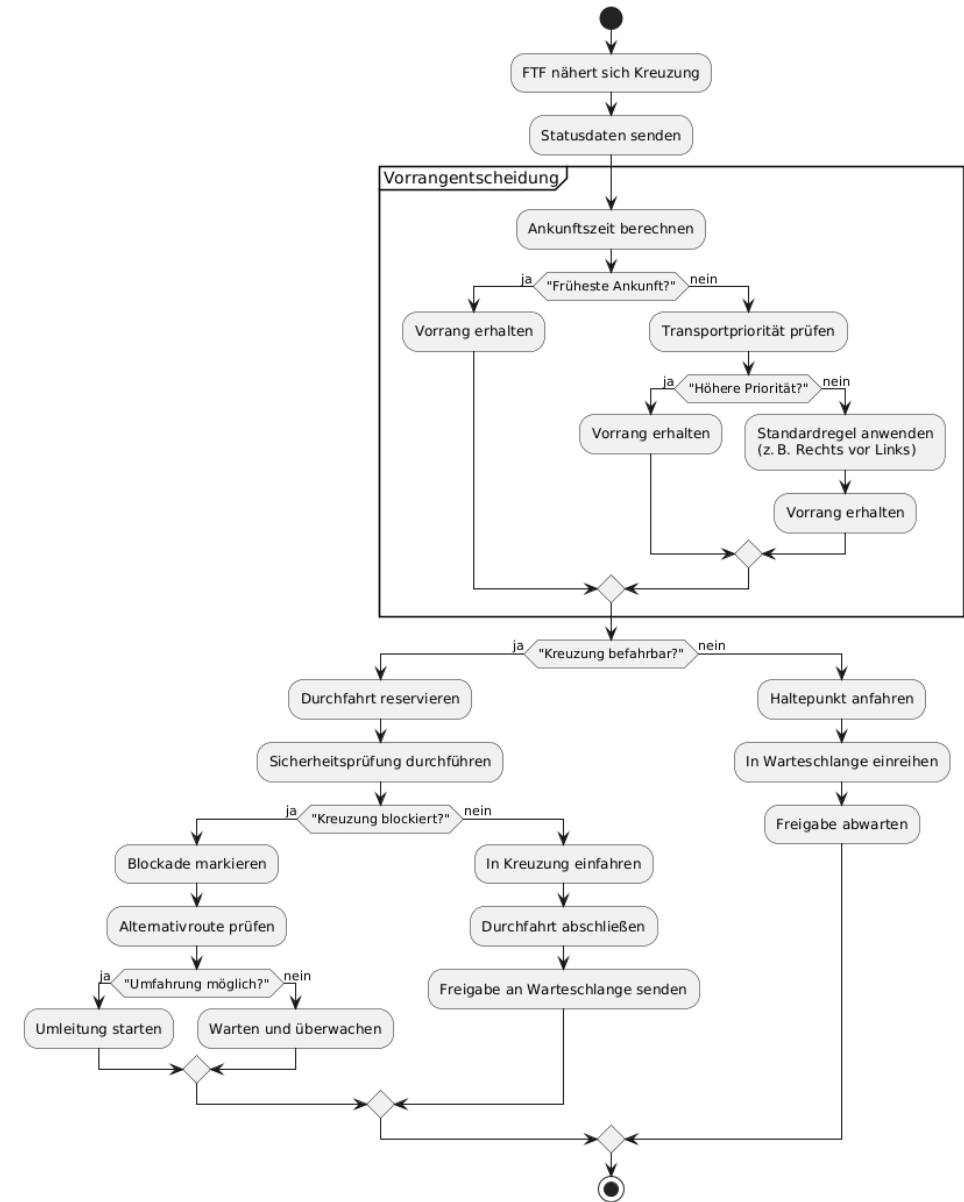 FTF nähert sich Kreuzung
Statusdaten senden
Vorrangentscheidung
Ankunftszeit berechnen
ja
"Früheste Ankunft?"
nein
Vorrang erhalten
Transportpriorität prüfen
ja
"Höhere Priorität?"
nein
Vorrang erhalten
Standardregel anwenden
(z. B. Rechts vor Links)
Vorrang erhalten
ja
"Kreuzung befahrbar?"
nein
Durchfahrt reservieren
Haltepunkt anfahren
Sicherheitsprüfung durchführen
In Warteschlange einreihen
ja
"Kreuzung blockiert?"
nein
Freigabe abwarten
Blockade markieren
In Kreuzung einfahren
Alternativroute prüfen
Durchfahrt abschließen
ja
"Umfahrung möglich?"
nein
Freigabe an Warteschlange senden
Umleitung starten
Warten und überwachen